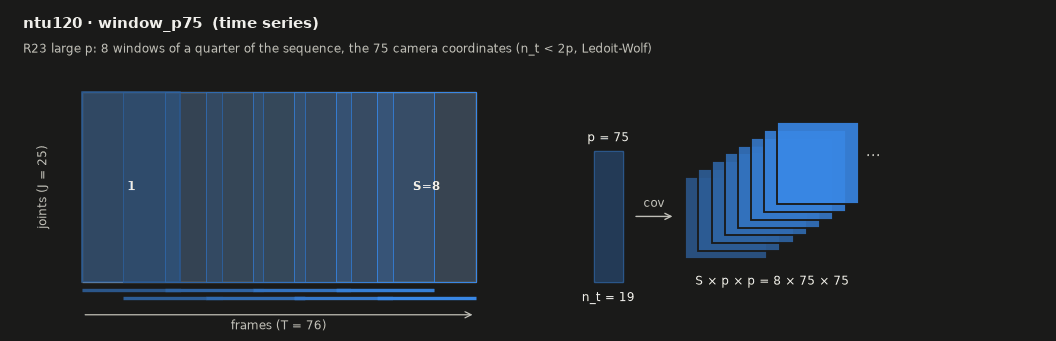 ntu120 · window_p75 (time series)
R23 large p: 8 windows of a quarter of the sequence, the 75 camera coordinates (n_t < 2p, Ledoit-Wolf)
joints (J = 25)
1
S=8
frames (T = 76)
p = 75
n_t = 19
cov
...
S × p × p = 8 × 75 × 75